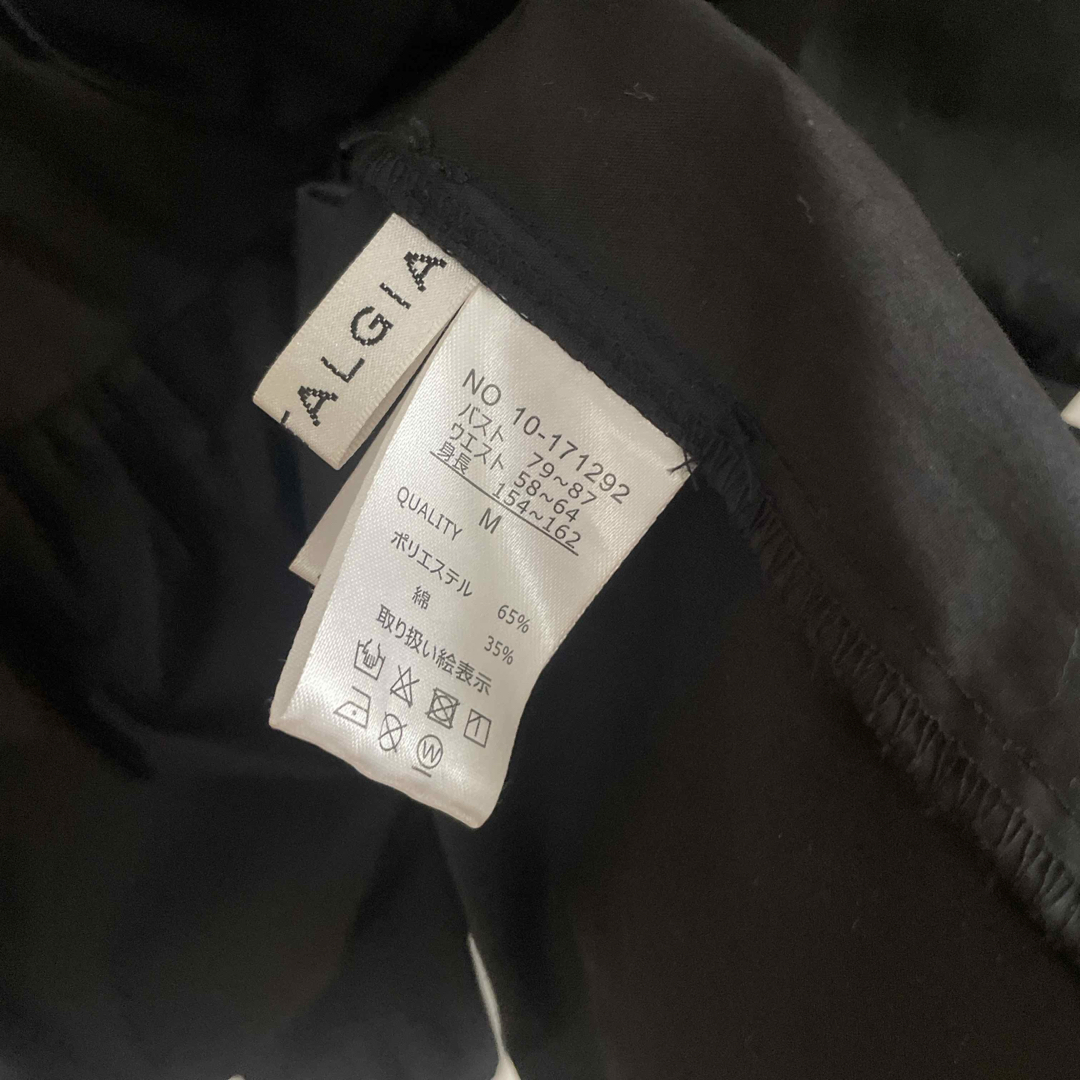 TALGIA
NO 10-171292
バスト 79~87
ウエスト 58~64
身長 154~162
M
QUALITY
ポリエステル 65%
綿 35%
取り扱い絵表示
W